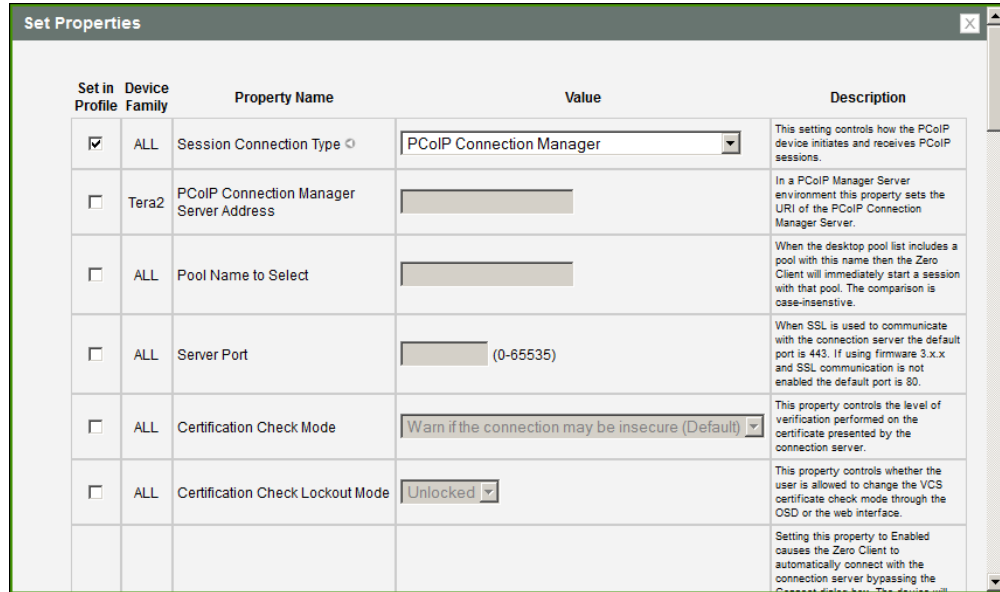 Set Properties
X
Set in Profile
Device Family
Property Name
Value
Description
ALL
Session Connection Type
PCoIP Connection Manager
This setting controls how the PCoIP
device initiates and receives PCoIP
sessions.
Tera2
PCoIP Connection Manager
Server Address
In a PCoIP Manager Server
environment this property sets the
URI of the PCoIP Connection
Manager Server.
ALL
Pool Name to Select
When the desktop pool list includes a
pool with this name then the Zero
Client will immediately start a session
with that pool. The comparison is
case-insenstive.
ALL
Server Port
(0-65535)
When SSL is used to communicate
with the connection server the default
port is 443. If using firmware 3.x.x
and SSL communication is not
enabled the default port is 80.
ALL
Certification Check Mode
Warn if the connection may be insecure (Default)
This property controls the level of
verification performed on the
certificate presented by the
connection server.
ALL
Certification Check Lockout Mode
Unlocked
This property controls whether the
user is allowed to change the VCS
certificate check mode through the
OSD or the web interface.
Setting this property to Enabled
causes the Zero Client to
automatically connect with the
connection server bypassing the
Connect dialog box. The device will